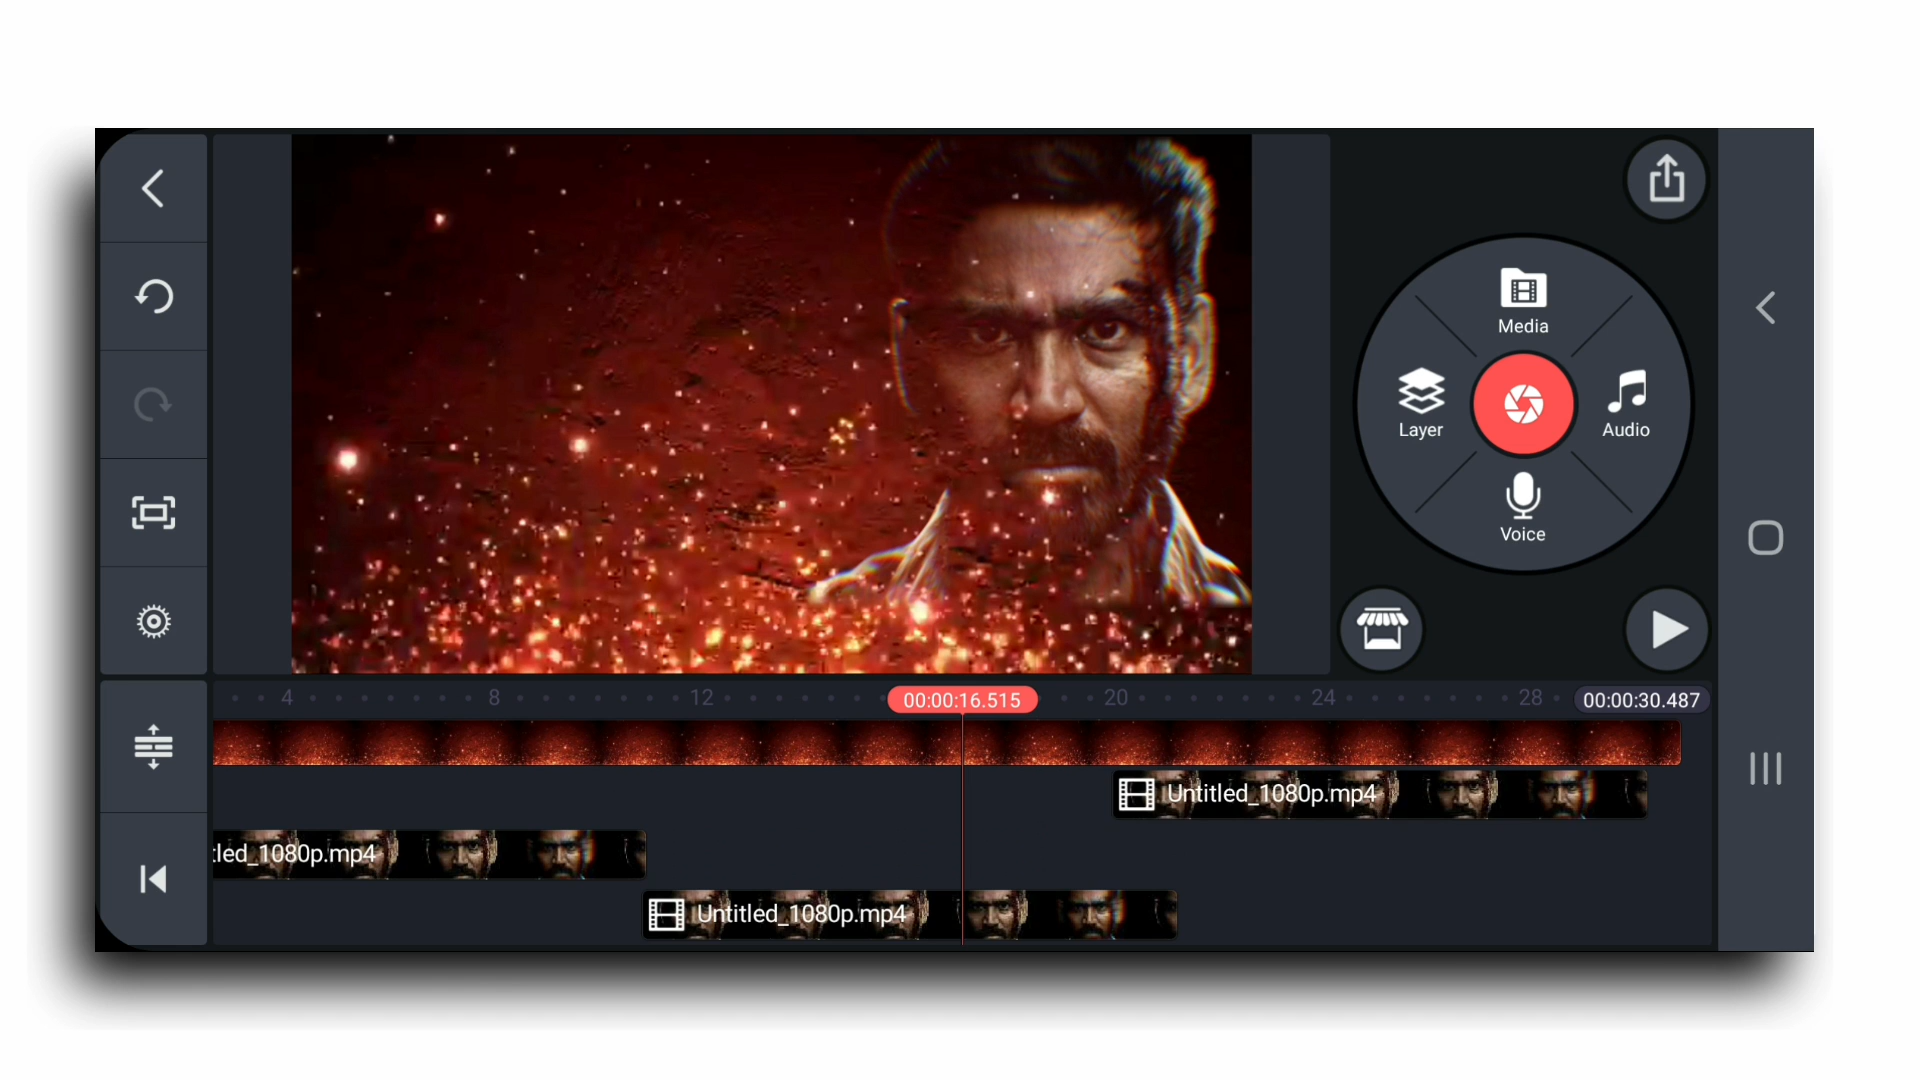 Media
Layer
Audio
Voice
4
8
12
00:00:16.515
20
24
28
00:00:30.487
Untitled_1080p.mp4
tled_1080p.mp4
Untitled_1080p.mp4